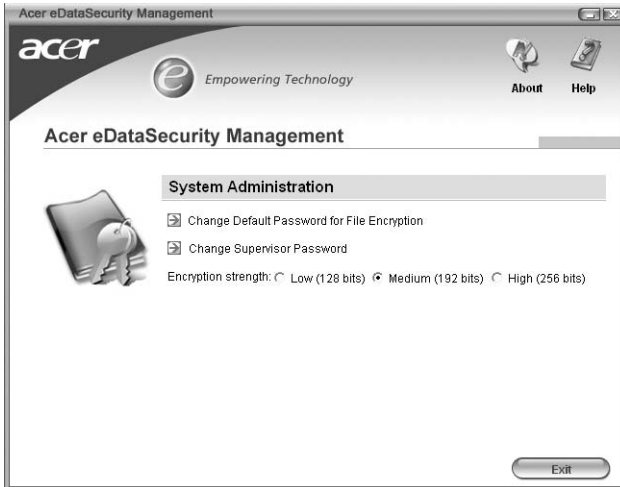 Acer eDataSecurity Management
acer
e
Empowering Technology
About
Help
Acer eDataSecurity Management
System Administration
Change Default Password for File Encryption
Change Supervisor Password
Encryption strength: Low (128 bits) Medium (192 bits) High (256 bits)
Exit